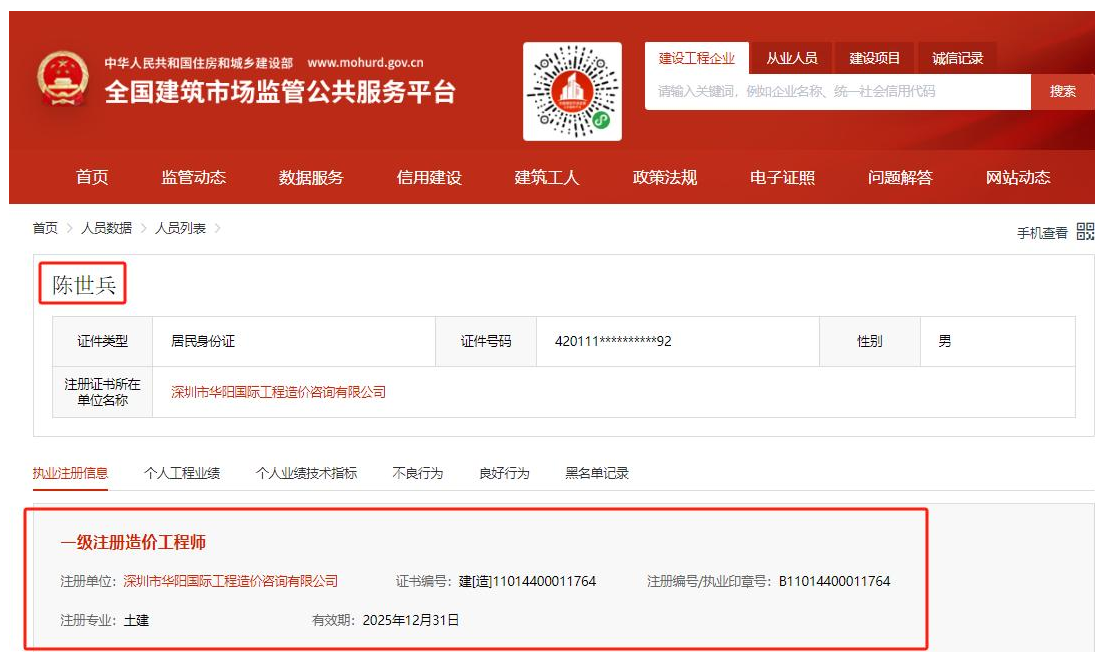 中华人民共和国住房和城乡建设部 www.mohurd.gov.cn
全国建筑市场监管公共服务平台
建设工程企业 从业人员 建设项目 诚信记录
请输入关键词，例如企业名称、统一社会信用代码 搜索
首页 监管动态 数据服务 信用建设 建筑工人 政策法规 电子证照 问题解答 网站动态
首页 > 人员数据 > 人员列表 >
手机查看
陈世兵
证件类型 居民身份证 证件号码 420111**********92 性别 男
注册证书所在
单位名称
深圳市华阳国际工程造价咨询有限公司
执业注册信息 个人工程业绩 个人业绩技术指标 不良行为 良好行为 黑名单记录
一级注册造价工程师
注册单位：深圳市华阳国际工程造价咨询有限公司 证书编号：建[造]11014400011764 注册编号/执业印章号：B11014400011764
注册专业：土建 有效期：2025年12月31日